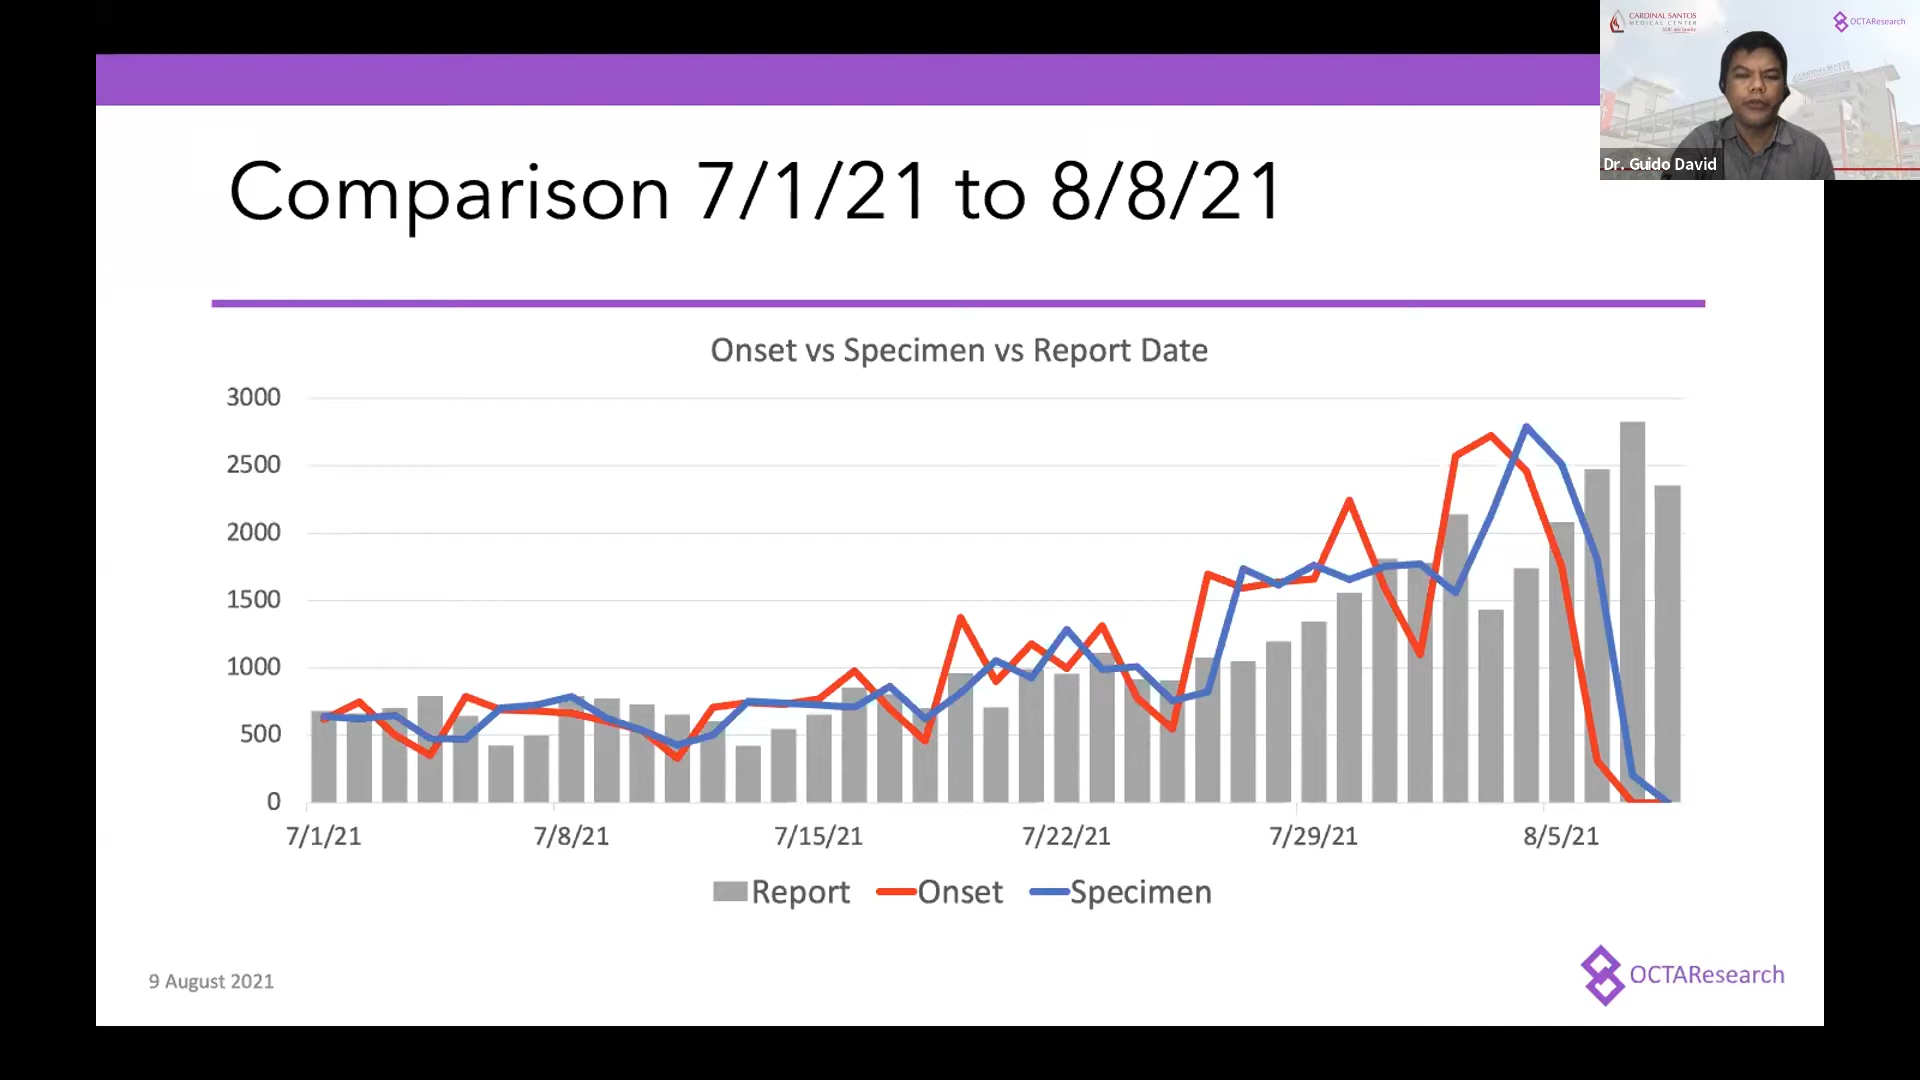 CARDINAL SANTOS
MEDICAL CENTER
OCTAResearch
Dr. Guido David
Comparison 7/1/21 to 8/8/21
Onset vs Specimen vs Report Date
3000
2500
2000
1500
1000
500
0
7/1/21 7/8/21 7/15/21 7/22/21 7/29/21 8/5/21
Report Onset Specimen
9 August 2021
OCTAResearch